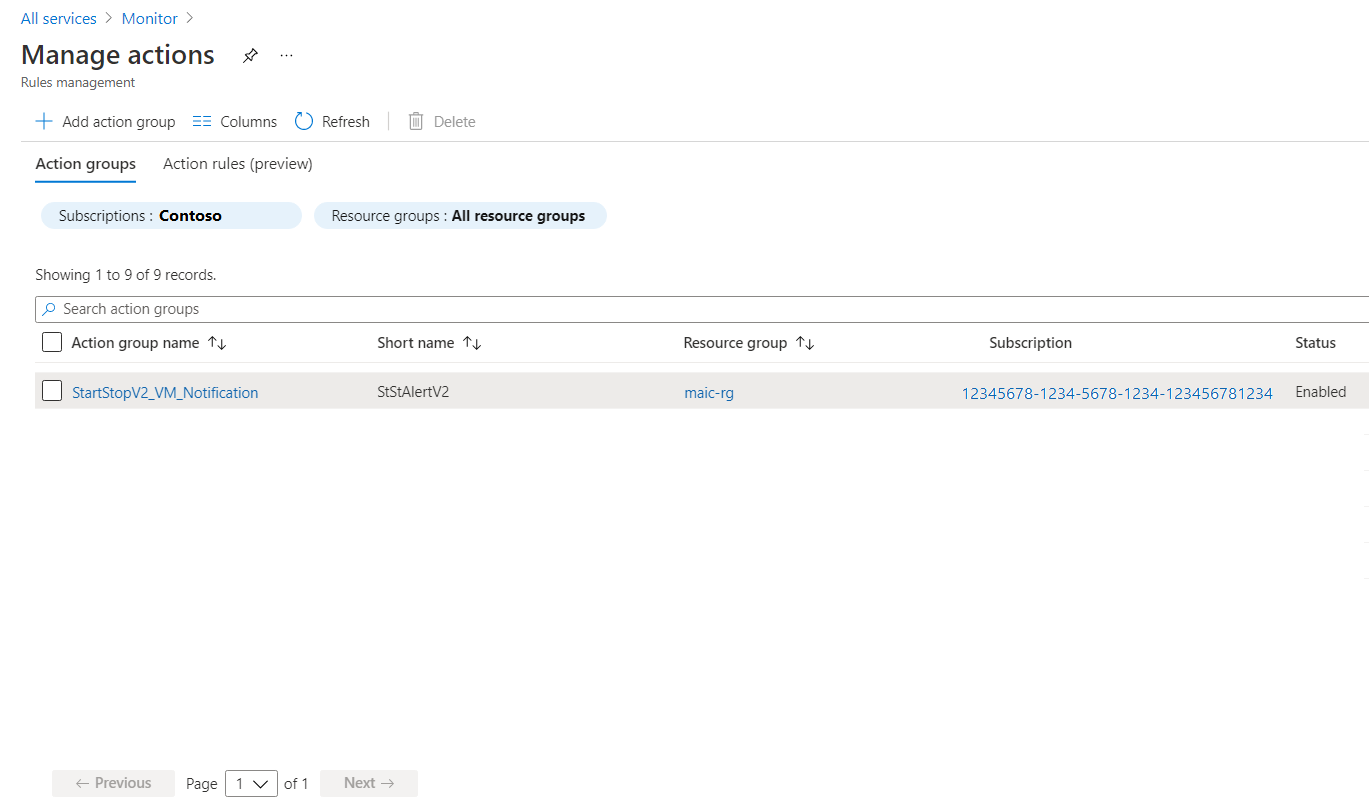 All services > Monitor >
Manage actions ...
Rules management
Add action group Columns Refresh Delete
Action groups Action rules (preview)
Subscriptions : Contoso Resource groups : All resource groups
Showing 1 to 9 of 9 records.
Search action groups
Action group name ↑↓ Short name ↑↓ Resource group ↑↓ Subscription Status
StartStopV2_VM_Notification StStAlertV2 maic-rg 12345678-1234-5678-1234-123456781234 Enabled
← Previous Page 1 of 1 Next →